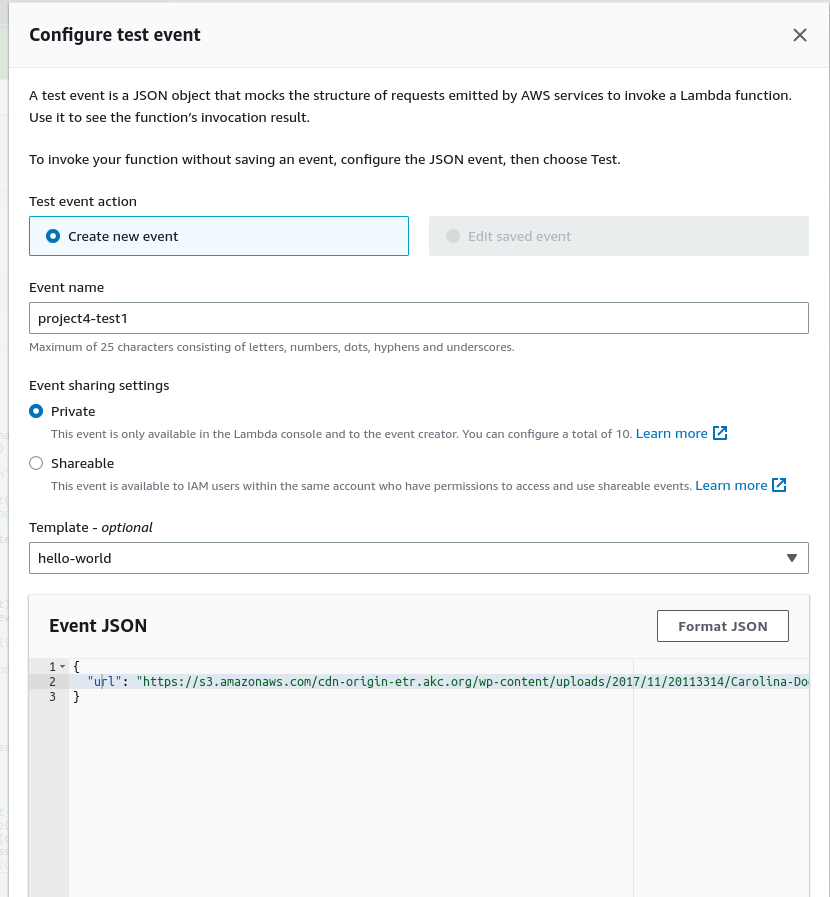 Configure test event
A test event is a JSON object that mocks the structure of requests emitted by AWS services to invoke a Lambda function.
Use it to see the function's invocation result.
To invoke your function without saving an event, configure the JSON event, then choose Test.
Test event action
Create new event
Edit saved event
Event name
project4-test1
Maximum of 25 characters consisting of letters, numbers, dots, hyphens and underscores.
Event sharing settings
Private
This event is only available in the Lambda console and to the event creator. You can configure a total of 10. Learn more
Shareable
This event is available to IAM users within the same account who have permissions to access and use shareable events. Learn more
Template - optional
hello-world
Event JSON
Format JSON
1 {
2 "url": "https://s3.amazonaws.com/cdn-origin-etr.akc.org/wp-content/uploads/2017/11/20113314/Carolina-Do
3 }